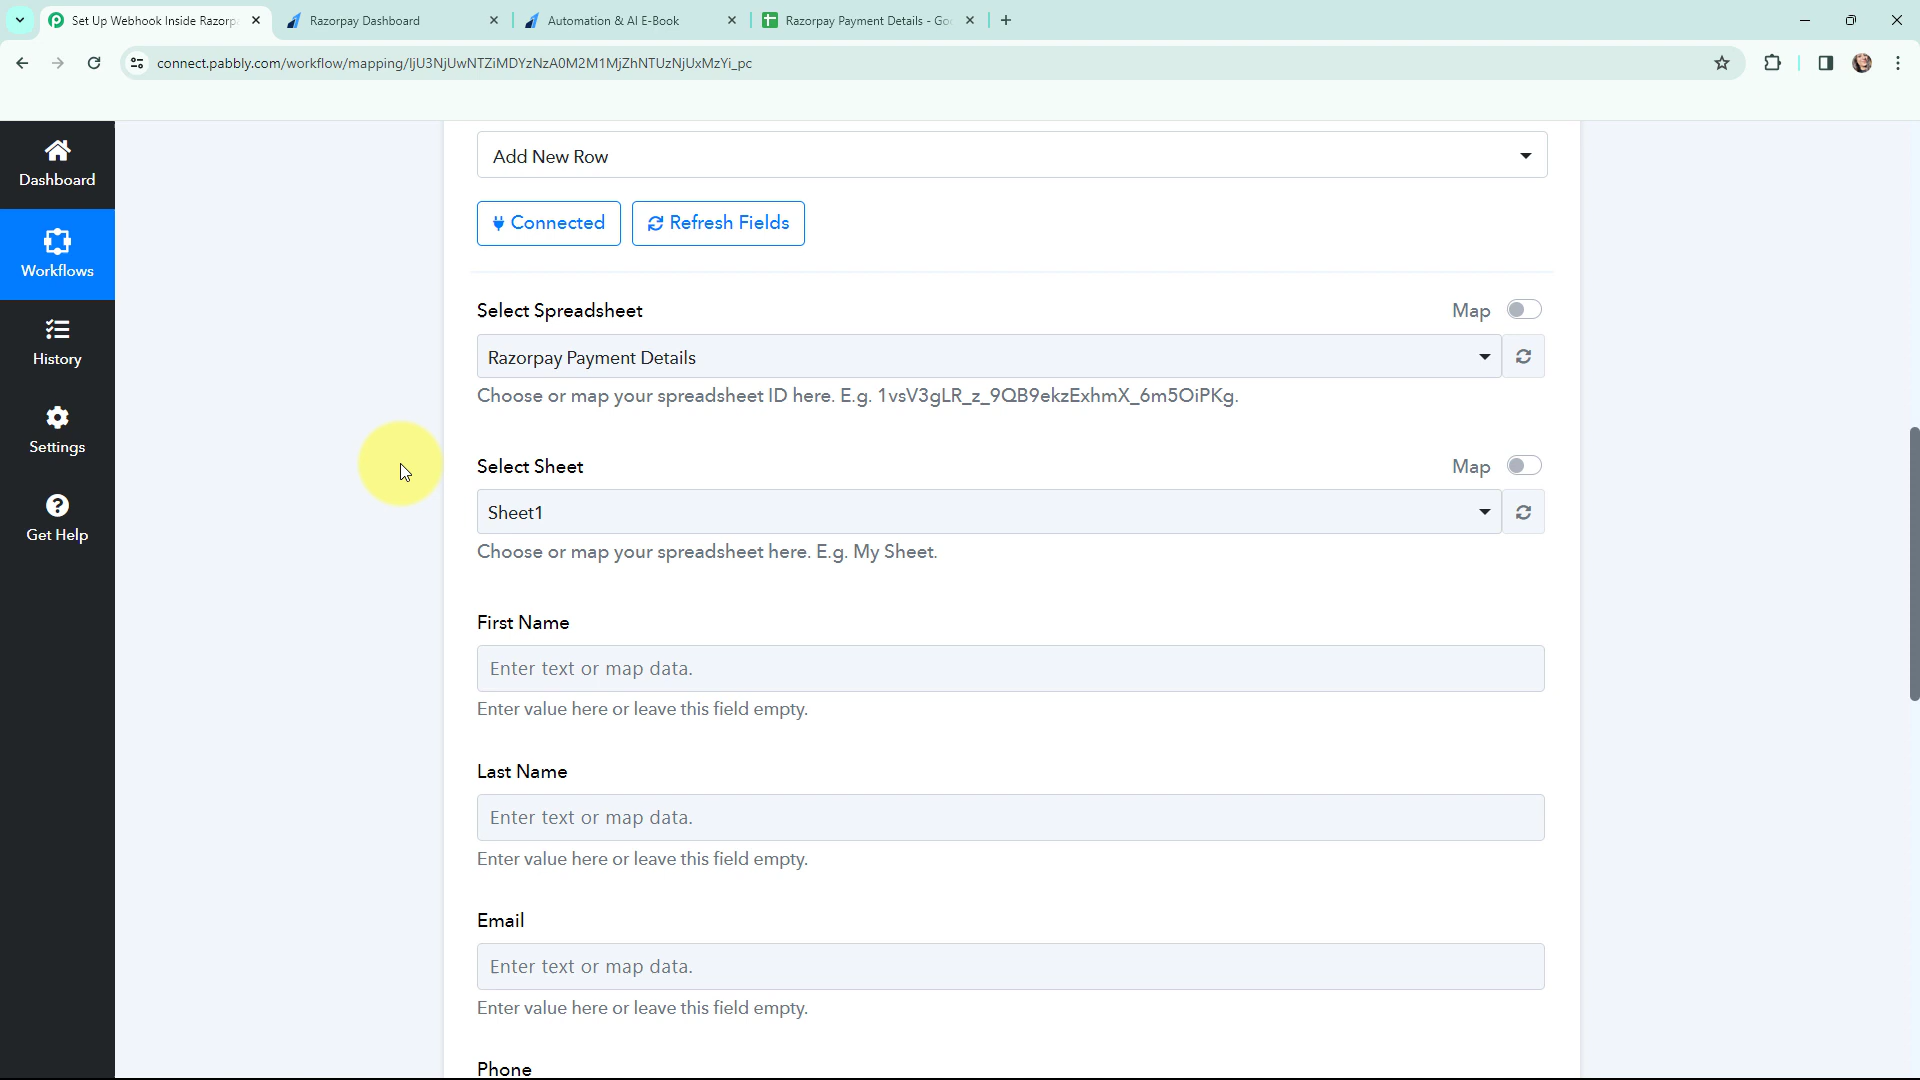 Set Up Webhook Inside Razorp
Razorpay Dashboard
Automation & AI E-Book
Razorpay Payment Details - Goo
connect.pabbly.com/workflow/mapping/IjU3NjUwNTZiMDYzNzA0M2M1MjZhNTUzNjUxMzYi_pc
Dashboard
Workflows
History
Settings
Get Help
Add New Row
Connected
Refresh Fields
Select Spreadsheet
Map
Razorpay Payment Details
Choose or map your spreadsheet ID here. E.g. 1vsV3gLR_z_9QB9ekzExhmX_6m5OiPKg.
Select Sheet
Map
Sheet1
Choose or map your spreadsheet here. E.g. My Sheet.
First Name
Enter text or map data.
Enter value here or leave this field empty.
Last Name
Enter text or map data.
Enter value here or leave this field empty.
Email
Enter text or map data.
Enter value here or leave this field empty.
Phone